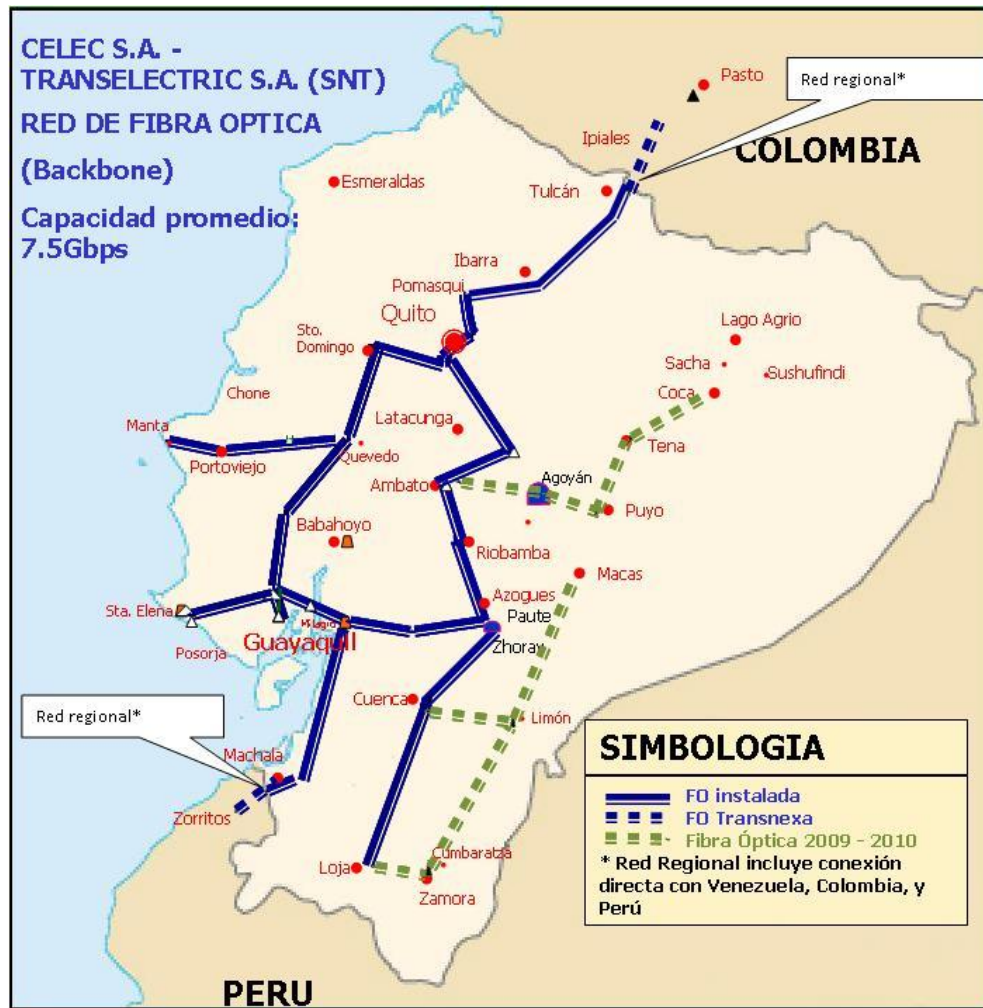 CELEC S.A. -
TRANSELECTRIC S.A. (SNT)
RED DE FIBRA OPTICA
(Backbone)
Capacidad promedio:
7.5Gbps
Pasto
Red regional*
Ipiales
COLOMBIA
Esmeraldas
Tulcán
Ibarra
Pomasqui
Quito
Sto.
Domingo
Lago Agrio
Sacha
Sushufindi
Coca
Chone
Latacunga
Manta
Portoviejo
Quevedo
Tena
Ambato
Agoyán
Puyo
Babahoyo
Riobamba
Macas
Azogues
Sta. Elena
Paute
Milagro
Guayaquil
Zhoray
Posorja
Cuenca
Limón
Red regional*
Machala
Zorritos
Loja
Cumbaratza
Zamora
SIMBOLOGIA
FO instalada
FO Transnexa
Fibra Óptica 2009 - 2010
* Red Regional incluye conexión
directa con Venezuela, Colombia, y
Perú
PERU